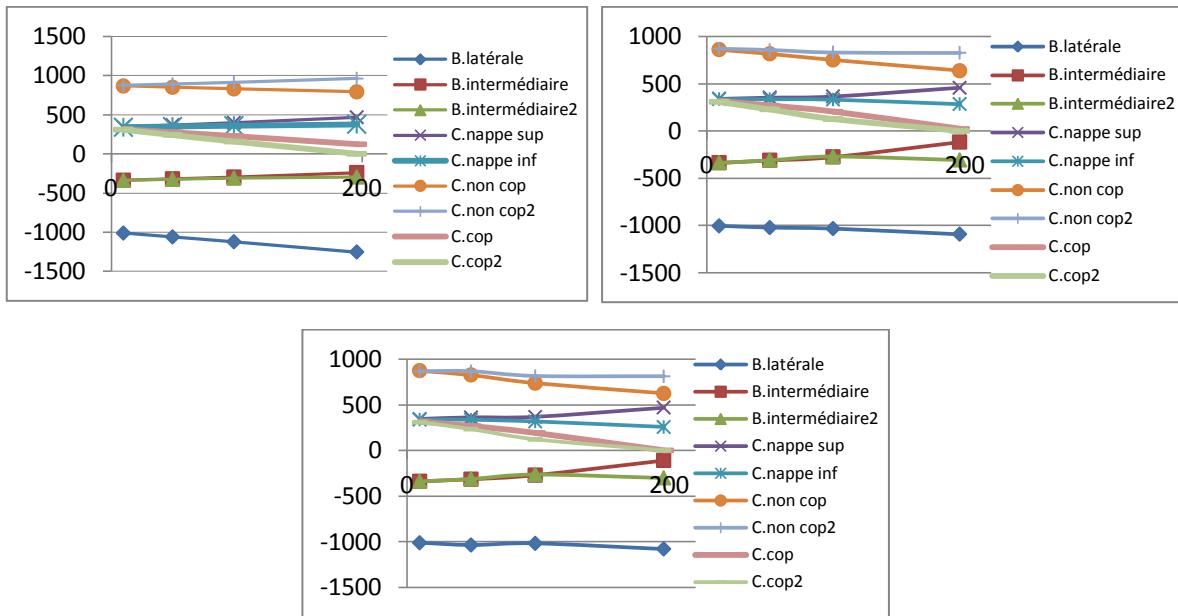 1500
1000
500
0
-500
-1000
-1500
0
200
B.latérale
B.intermédiaire
B.intermédiaire2
C.nappe sup
C.nappe inf
C.non cop
C.non cop2
C.cop
C.cop2
1000
500
0
-500
-1000
-1500
0
200
B.latérale
B.intermédiaire
B.intermédiaire2
C.nappe sup
C.nappe inf
C.non cop
C.non cop2
C.cop
C.cop2
1000
500
0
-500
-1000
-1500
0
200
B.latérale
B.intermédiaire
B.intermédiaire2
C.nappe sup
C.nappe inf
C.non cop
C.non cop2
C.cop
C.cop2